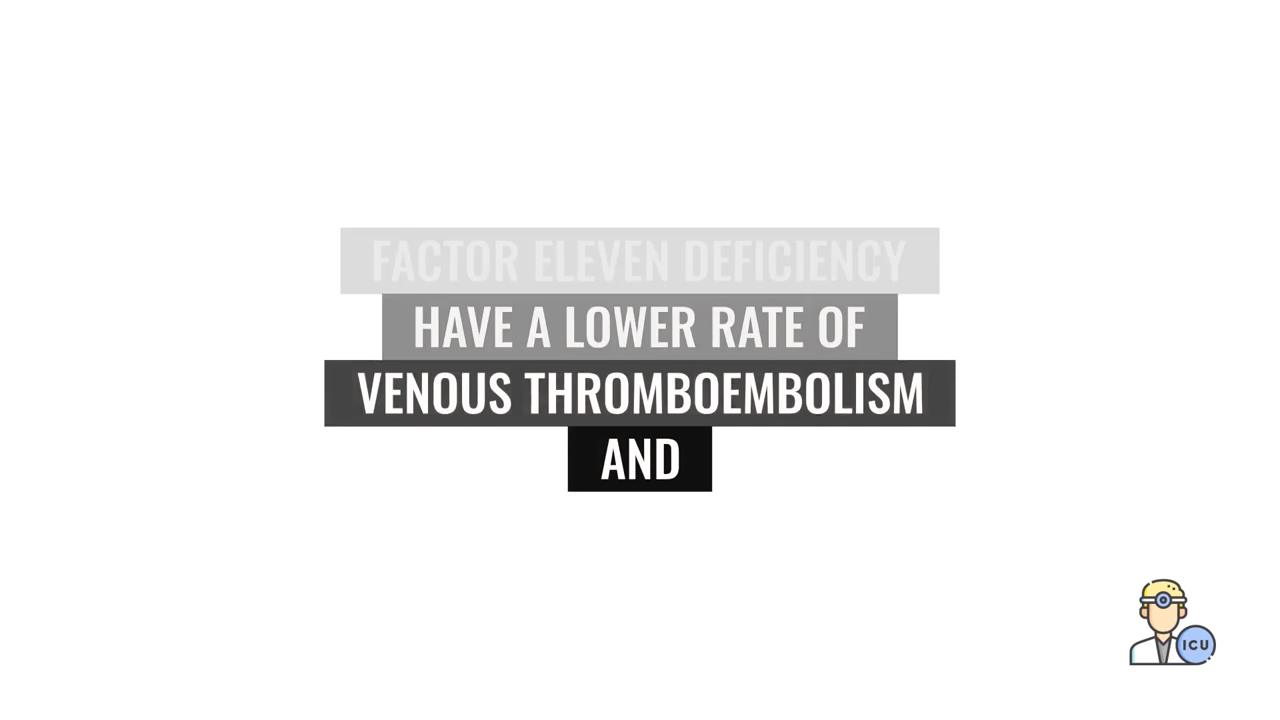 FACTOR ELEVEN DEFICIENCY
HAVE A LOWER RATE OF
VENOUS THROMBOEMBOLISM
AND
ICU